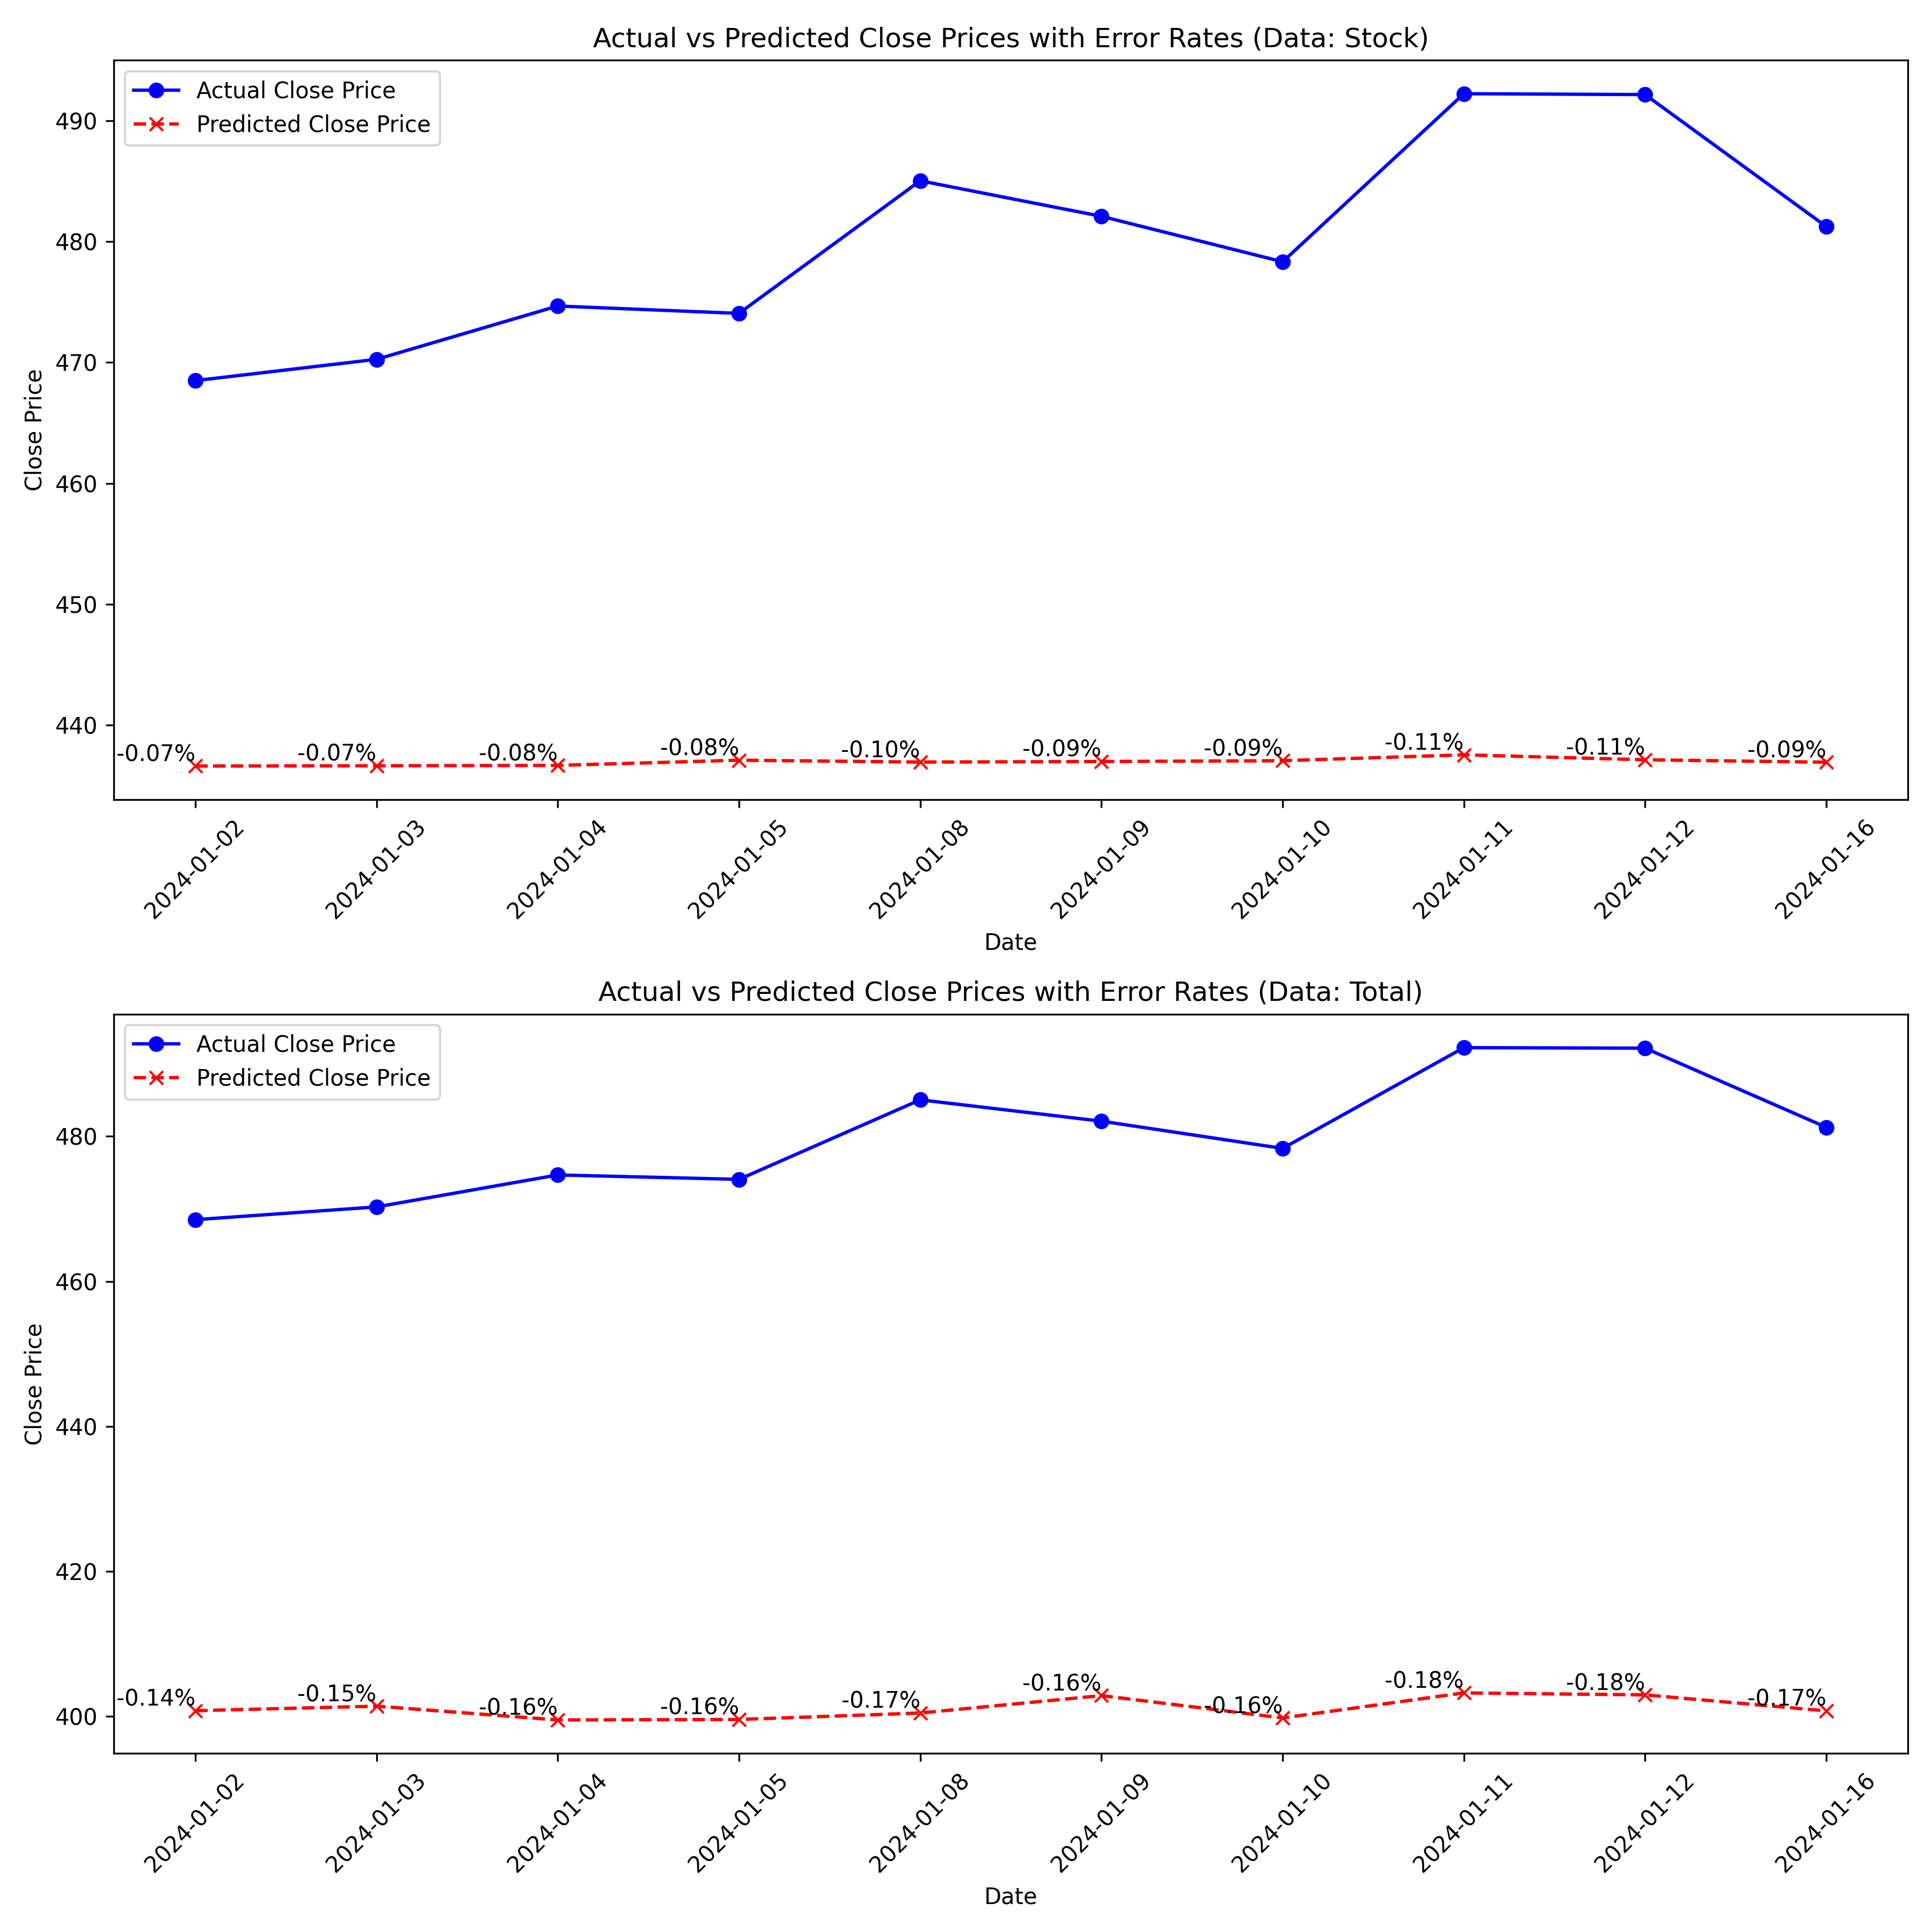 Actual vs Predicted Close Prices with Error Rates (Data: Stock)
Actual Close Price
Predicted Close Price
Close Price
490
480
470
460
450
440
-0.07% -0.07% -0.08% -0.08% -0.10% -0.09% -0.09% -0.11% -0.11% -0.09%
2024-01-02 2024-01-03 2024-01-04 2024-01-05 2024-01-08 2024-01-09 2024-01-10 2024-01-11 2024-01-12 2024-01-16
Date
Actual vs Predicted Close Prices with Error Rates (Data: Total)
Actual Close Price
Predicted Close Price
Close Price
480
460
440
420
400
-0.14% -0.15% -0.16% -0.16% -0.17% -0.16% -0.16% -0.18% -0.18% -0.17%
2024-01-02 2024-01-03 2024-01-04 2024-01-05 2024-01-08 2024-01-09 2024-01-10 2024-01-11 2024-01-12 2024-01-16
Date